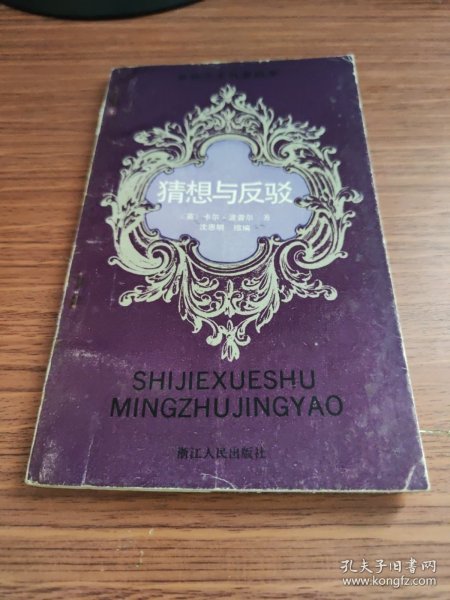 猜想与反驳
〔英〕卡尔·波普尔 著
沈恩明 缩编
SHIJIEXUESHU
MINGZHUJINGYAO
浙江人民出版社
孔夫子旧书网
www.kongfz.com